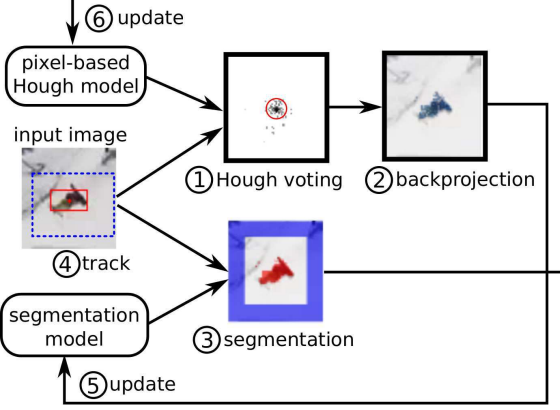 ⑥ update
pixel-based
Hough model
input image
① Hough voting
② backprojection
④ track
segmentation
model
③ segmentation
⑤ update